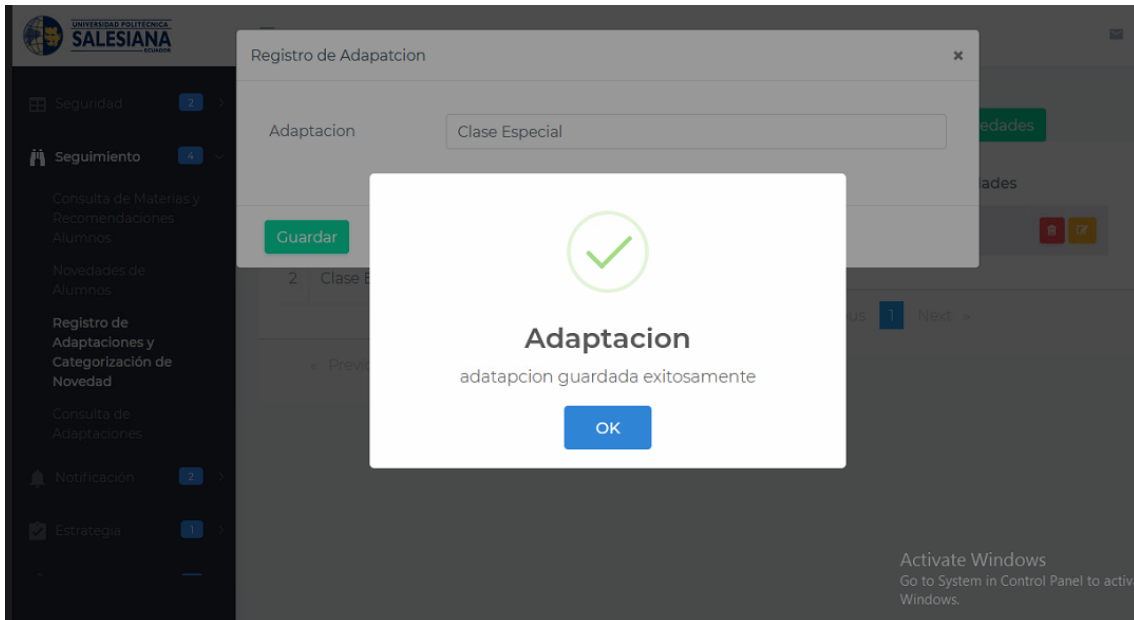 UNIVERSIDAD POLITECNICA
SALESIANA
ECUADOR
Registro de Adapatcion
×
Seguridad 2
Adaptacion Clase Especial
edades
Seguimiento 4
ades
Consulta de Materias y
Recomendaciones
Alumnos
Guardar
Novedades de
Alumnos
2 Clase E
us 1 Next »
Registro de
Adaptaciones y
Categorización de
Novedad
Adaptacion
« Previo
adatapcion guardada exitosamente
Consulta de
Adaptaciones
OK
Notificación 2
Estrategia 1
Activate Windows
Go to System in Control Panel to activ
Windows.